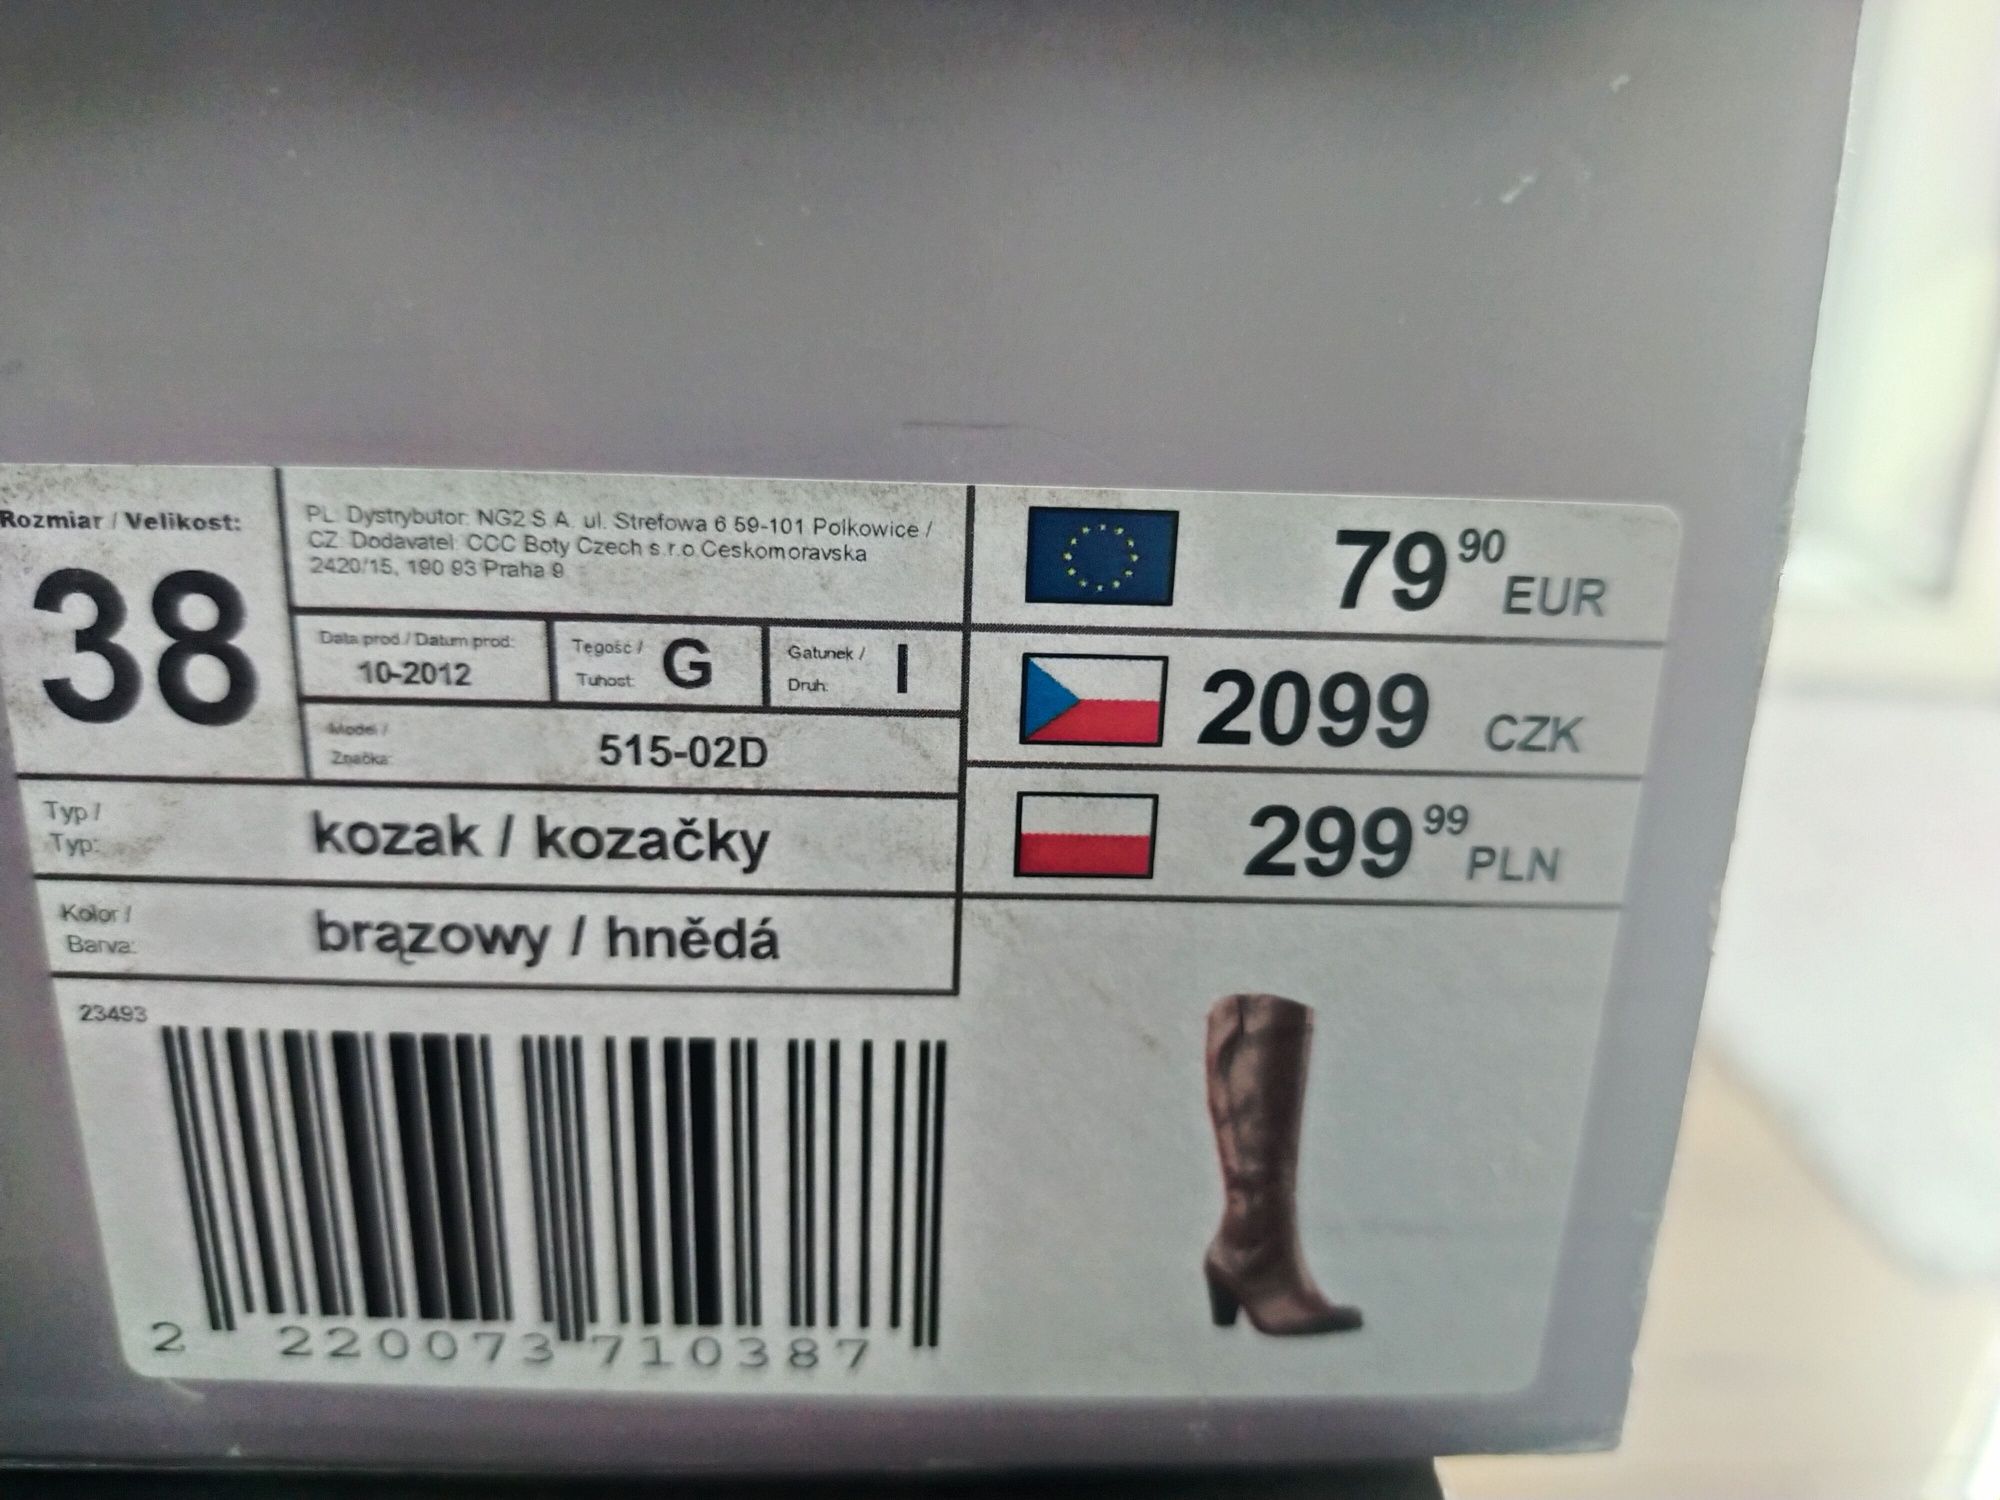 Rozmiar / Velikost:
38
PL: Dystrybutor: NG2 S.A. ul. Strefowa 6 59-101 Polkowice /
CZ: Dodavatel: CCC Boty Czech s.r.o Ceskomoravska
2420/15, 190 93 Praha 9
Data prod / Datum prod:
10-2012
Tęgość /
Tuhost:
G
Gatunek /
Druh:
I
Model /
Značka:
515-02D
Typ /
Typ:
kozak / kozačky
Kolor /
Barva:
brązowy / hnědá
79 90 EUR
2099 CZK
299 99 PLN
23493
2 220073 710387